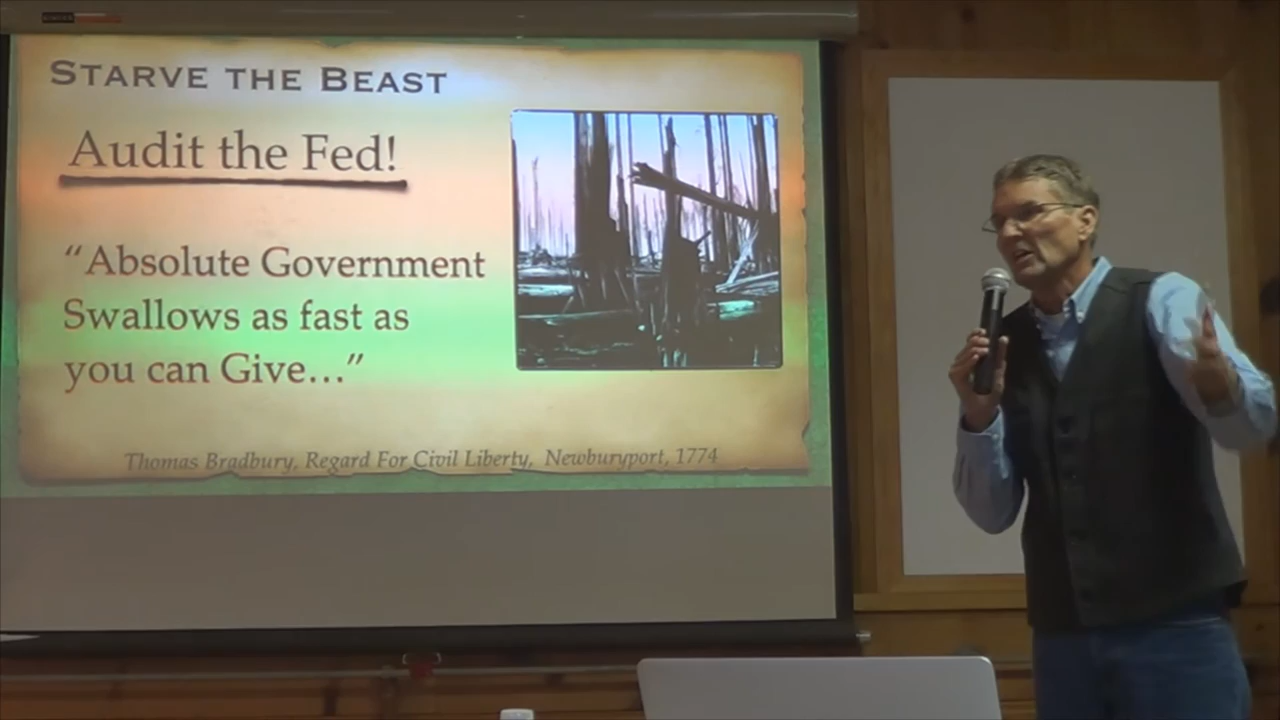 STARVE THE BEAST
Audit the Fed!
“Absolute Government
Swallows as fast as
you can Give...”
Thomas Bradbury, Regard For Civil Liberty, Newburyport, 1774